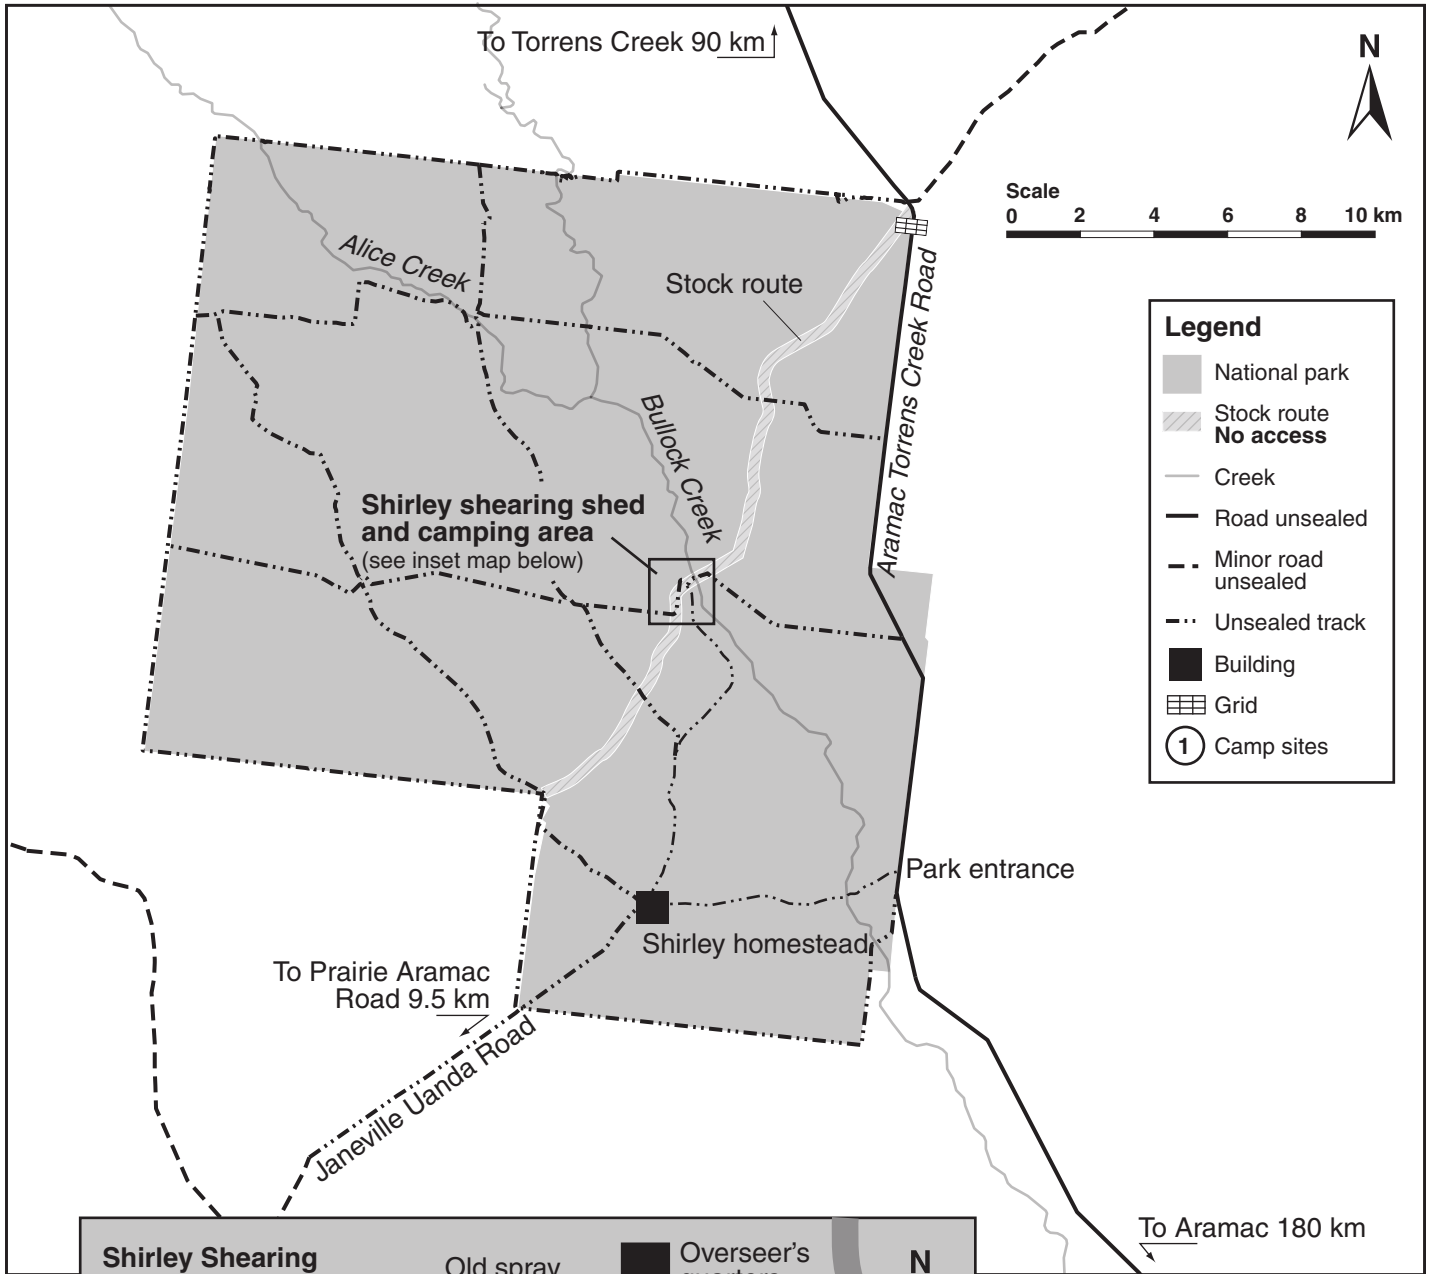 To Torrens Creek 90 km
N
Scale
0 2 4 6 8 10 km
Alice Creek
Stock route
Aramac Torrens Creek Road
Bullock Creek
Shirley shearing shed
and camping area
(see inset map below)
Legend
National park
Stock route
No access
Creek
Road unsealed
Minor road
unsealed
Unsealed track
Building
Grid
1 Camp sites
Park entrance
Shirley homestead
To Prairie Aramac
Road 9.5 km
Janeville Uanda Road
To Aramac 180 km
Shirley Shearing
Old spray
Overseer's
quarters
N